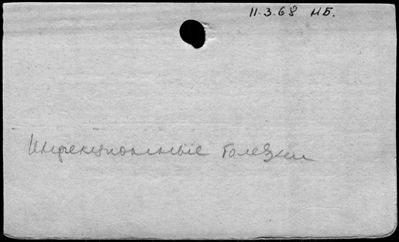 11.3.68 НБ.
Инфекционные болезни